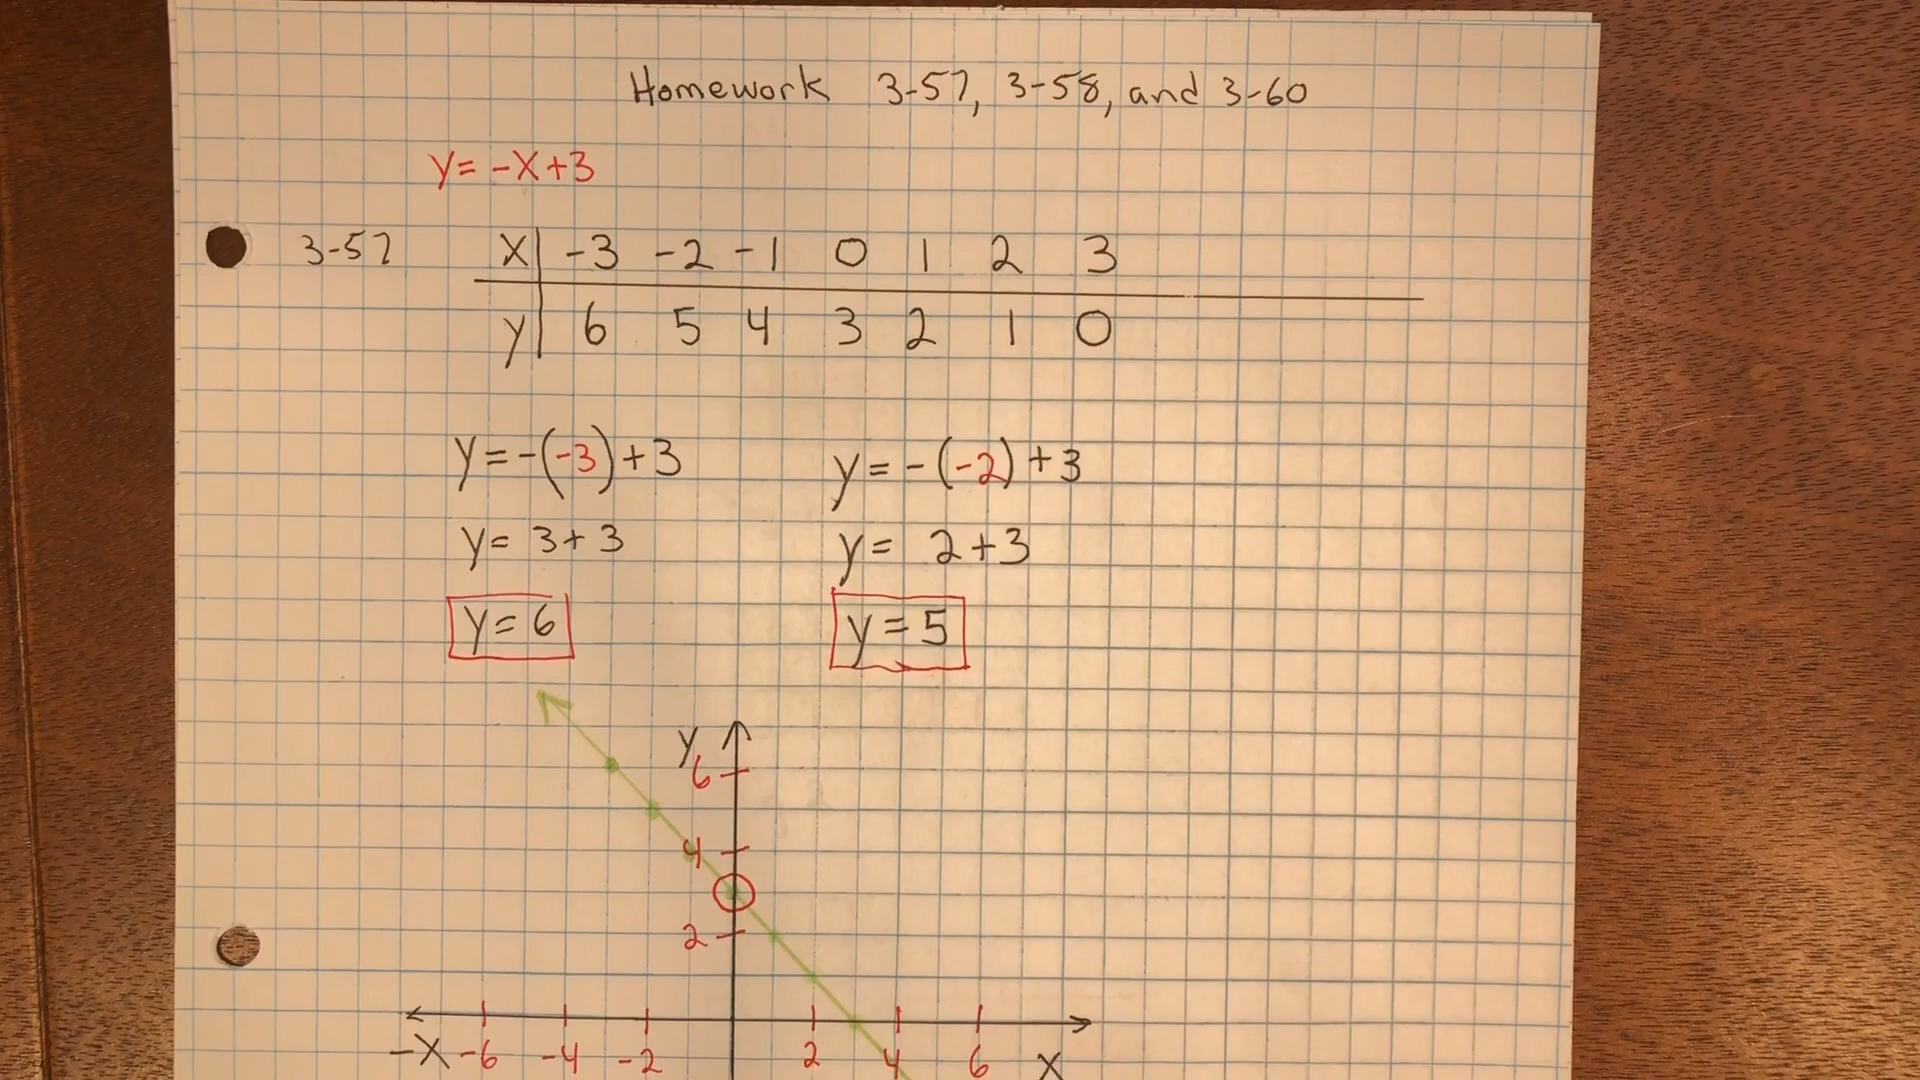 Homework 3-57, 3-58, and 3-60
y = -x+3
3-57 x -3 -2 -1 0 1 2 3
y 6 5 4 3 2 1 0
y = -(-3)+3 y = -(-2)+3
y = 3+3 y = 2+3
y = 6 y = 5
y
6
4
2
-x -6 -4 -2 2 4 6 x